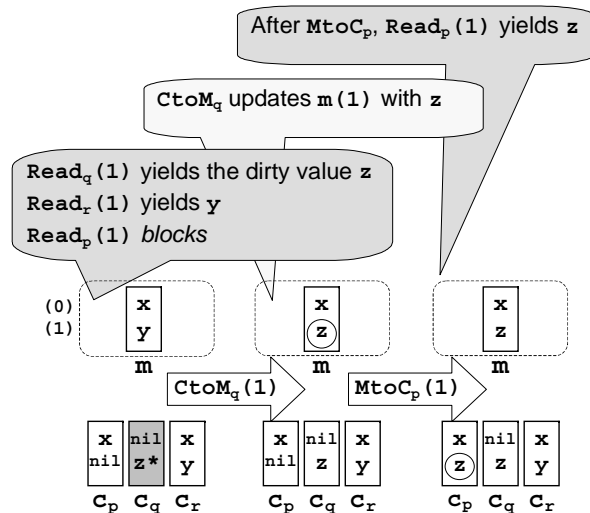 After MtoCp, Readp(1) yields z
CtoMq updates m(1) with z
Readq(1) yields the dirty value z
Readr(1) yields y
Readp(1) blocks
(0) x x x
(1) y z z
m m m
CtoMq(1) MtoCp(1)
x nil x x nil x x nil x
nil z* y nil z y z z y
Cp Cq Cr Cp Cq Cr Cp Cq Cr